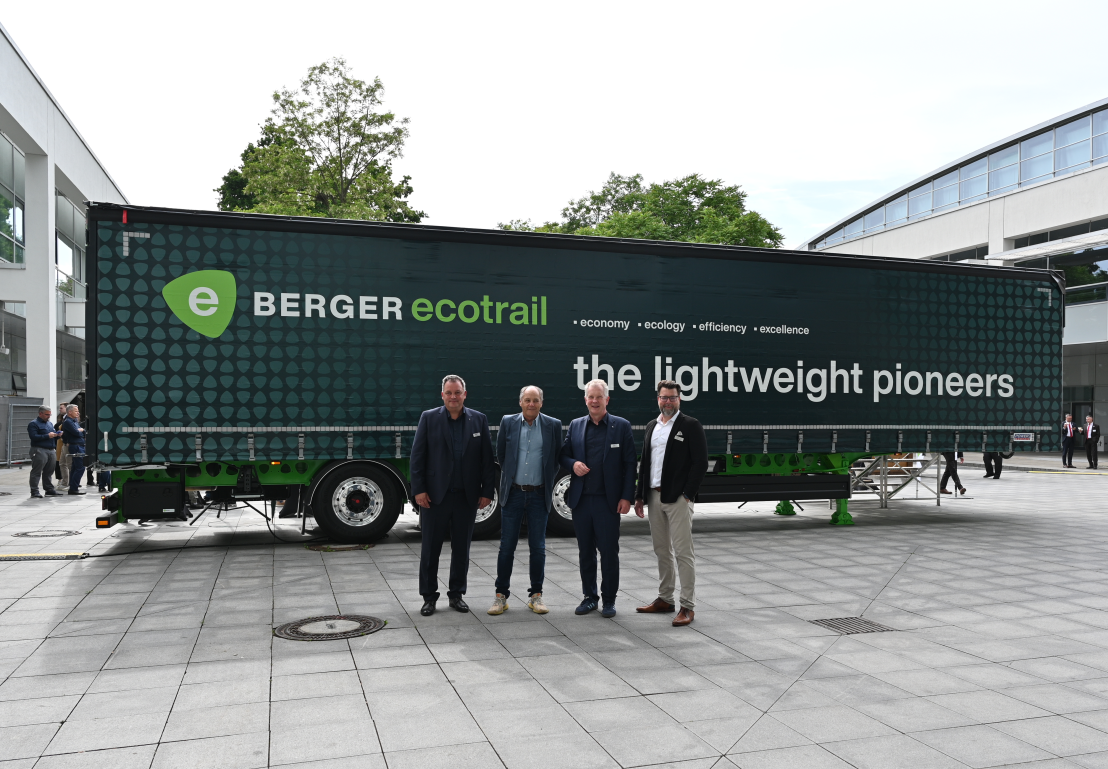 e BERGER ecotrail
▪ economy ▪ ecology ▪ efficiency ▪ excellence
the lightweight pioneers